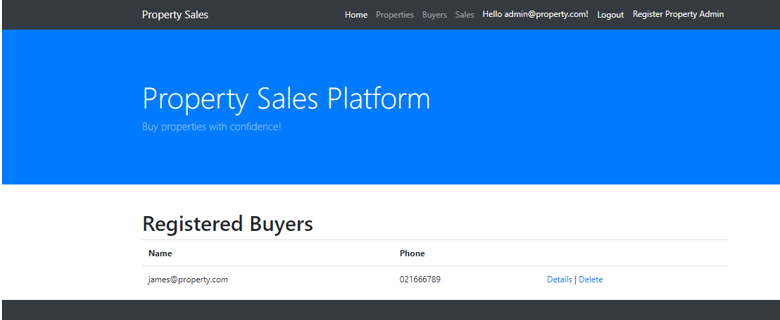 Property Sales Home Properties Buyers Sales Hello admin@property.com! Logout Register Property Admin
Property Sales Platform
Buy properties with confidence!
Registered Buyers
Name Phone
james@property.com 021666789 Details | Delete